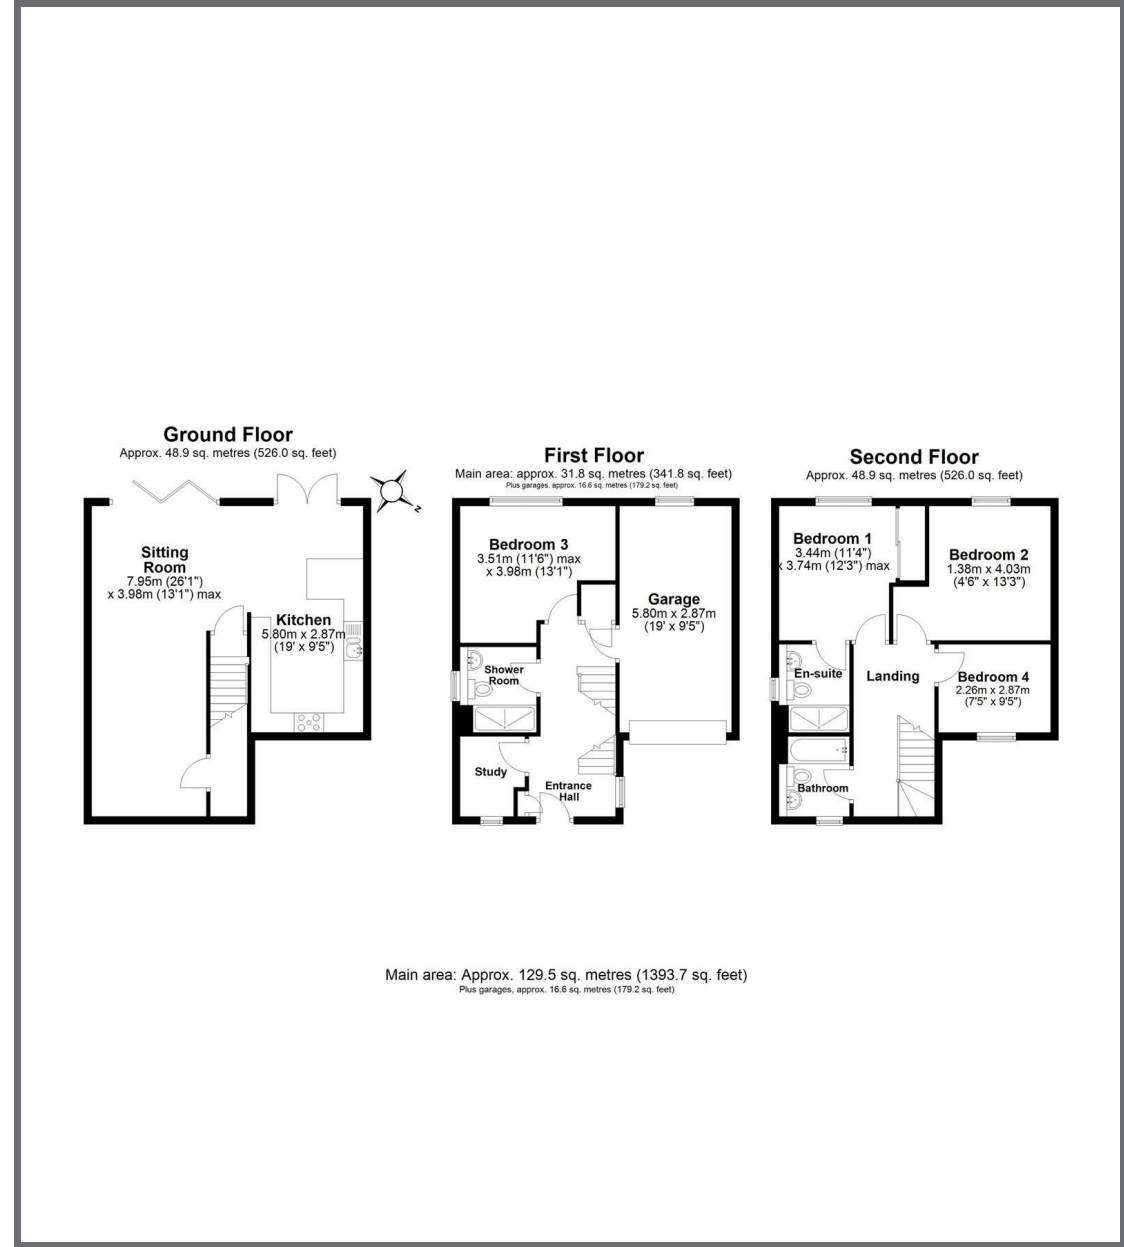 Ground Floor
Approx. 48.9 sq. metres (526.0 sq. feet)
Sitting
Room
7.95m (26'1")
x 3.98m (13'1") max
Kitchen
5.80m x 2.87m
(19' x 9'5")
N
First Floor
Main area: approx. 31.8 sq. metres (341.8 sq. feet)
Plus garages, approx. 16.6 sq. metres (179.2 sq. feet)
Bedroom 3
3.51m (11'6") max
x 3.98m (13'1")
Garage
5.80m x 2.87m
(19' x 9'5")
Shower
Room
Study
Entrance
Hall
Second Floor
Approx. 48.9 sq. metres (526.0 sq. feet)
Bedroom 1
3.44m (11'4")
x 3.74m (12'3") max
Bedroom 2
1.38m x 4.03m
(4'6" x 13'3")
En-suite
Landing
Bedroom 4
2.26m x 2.87m
(7'5" x 9'5")
Bathroom
Main area: Approx. 129.5 sq. metres (1393.7 sq. feet)
Plus garages, approx. 16.6 sq. metres (179.2 sq. feet)